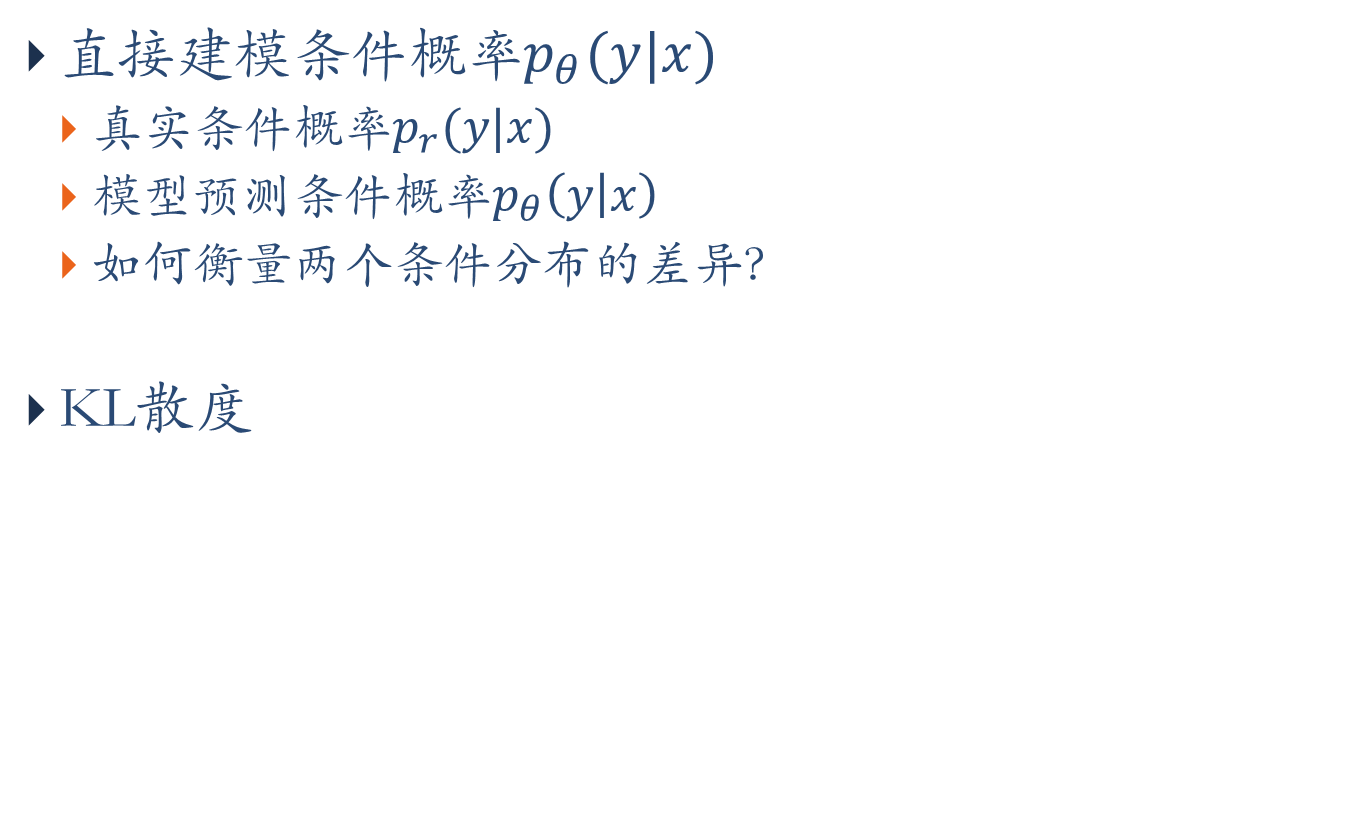 直接建模条件概率pθ(y|x)
真实条件概率pr(y|x)
模型预测条件概率pθ(y|x)
如何衡量两个条件分布的差异?
KL散度